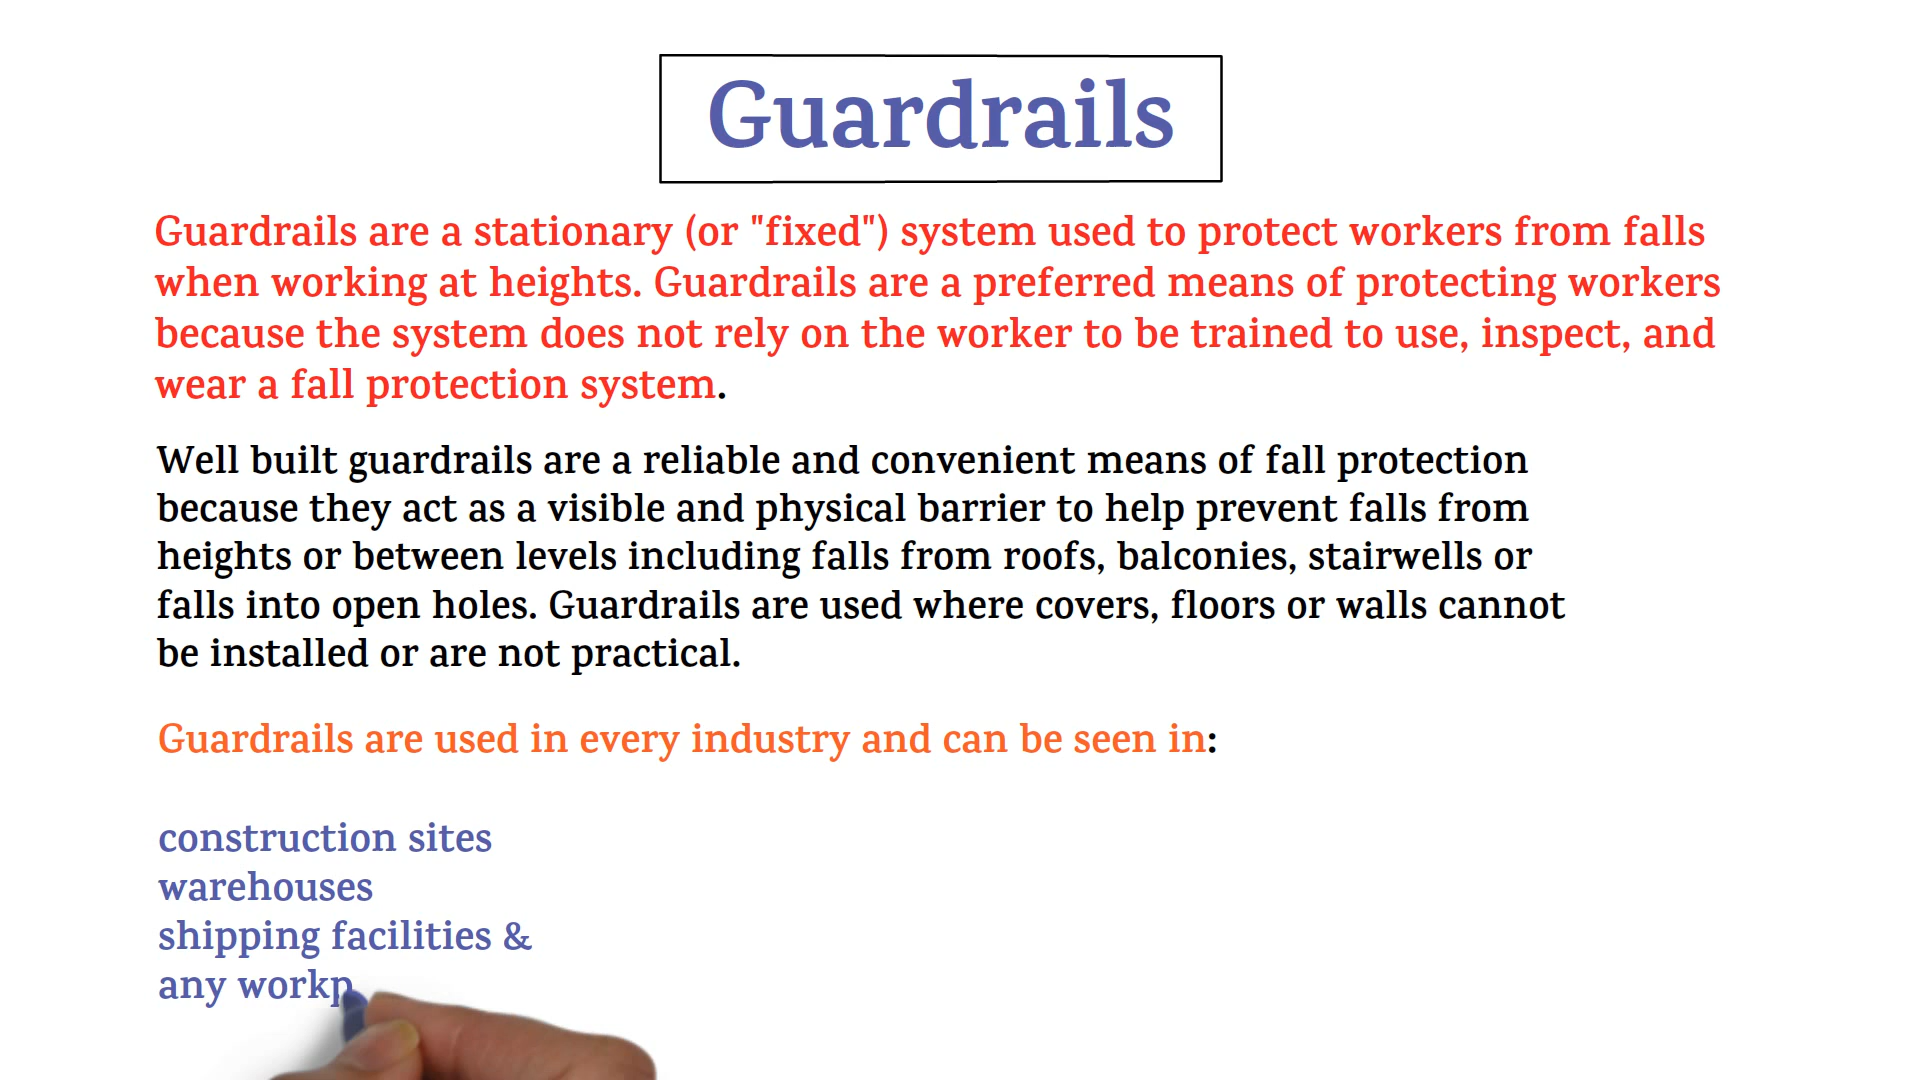 Guardrails
Guardrails are a stationary (or "fixed") system used to protect workers from falls
when working at heights. Guardrails are a preferred means of protecting workers
because the system does not rely on the worker to be trained to use, inspect, and
wear a fall protection system.
Well built guardrails are a reliable and convenient means of fall protection
because they act as a visible and physical barrier to help prevent falls from
heights or between levels including falls from roofs, balconies, stairwells or
falls into open holes. Guardrails are used where covers, floors or walls cannot
be installed or are not practical.
Guardrails are used in every industry and can be seen in:
construction sites
warehouses
shipping facilities &
any workp